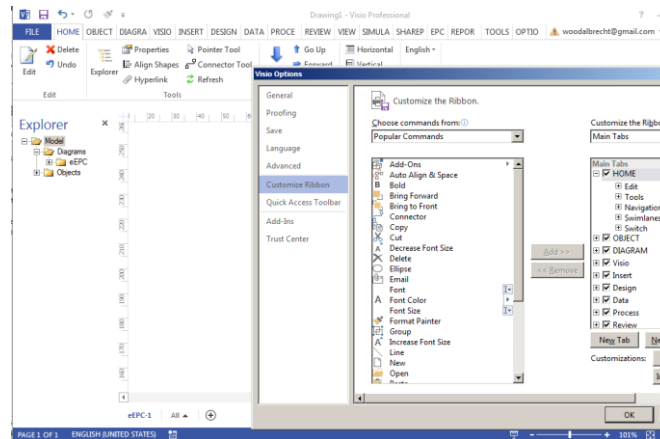 Drawing1 - Visio Professional
FILE HOME OBJECT DIAGRA VISIO INSERT DESIGN DATA PROCE REVIEW VIEW SIMULA SHAREP EPC REPOR TOOLS OPTIO woodalbrecht@gmail.com
Delete Properties Pointer Tool Go Up Horizontal English
Undo Align Shapes Connector Tool Forward Vertical
Edit Explorer Hyperlink Refresh
Edit Tools
Visio Options
Explorer
Model
Diagrams
eEPC
Objects
General
Proofing
Save
Language
Advanced
Customize Ribbon
Quick Access Toolbar
Add-Ins
Trust Center
Customize the Ribbon.
Choose commands from:
Popular Commands
Add-Ons
Auto Align & Space
Bold
Bring Forward
Bring to Front
Connector
Copy
Cut
Decrease Font Size
Delete
Ellipse
Email
Font
Font Color
Font Size
Format Painter
Group
Increase Font Size
Line
New
Open
Add >>
<< Remove
Customize the Ribbo
Main Tabs
Main Tabs
HOME
Edit
Tools
Navigation
Swimlanes
Switch
OBJECT
DIAGRAM
Visio
Insert
Design
Data
Process
Review
New Tab Ne
Customizations:
OK
eEPC-1 All
PAGE 1 OF 1 ENGLISH (UNITED STATES) 101%